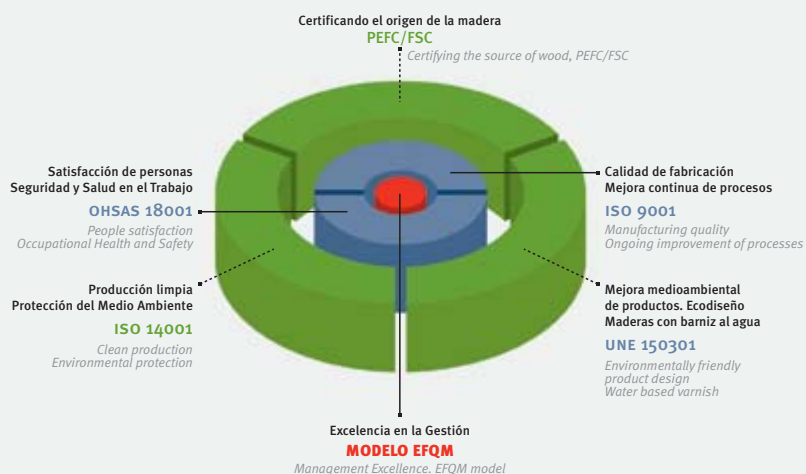 Certificando el origen de la madera
PEFC/FSC
Certifying the source of wood, PEFC/FSC
Satisfacción de personas
Seguridad y Salud en el Trabajo
OHSAS 18001
People satisfaction
Occupational Health and Safety
Calidad de fabricación
Mejora continua de procesos
ISO 9001
Manufacturing quality
Ongoing improvement of processes
Producción limpia
Protección del Medio Ambiente
ISO 14001
Clean production
Environmental protection
Mejora medioambiental
de productos. Ecodiseño
Maderas con barniz al agua
UNE 150301
Environmentally friendly
product design
Water based varnish
Excelencia en la Gestión
MODELO EFQM
Management Excellence. EFQM model